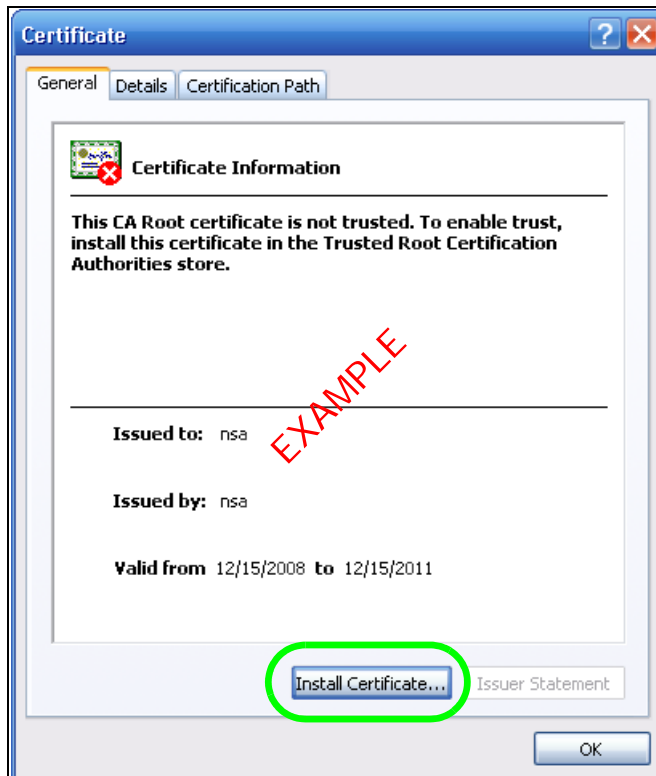 Certificate
General Details Certification Path
Certificate Information
This CA Root certificate is not trusted. To enable trust,
install this certificate in the Trusted Root Certification
Authorities store.
EXAMPLE
Issued to: nsa
Issued by: nsa
Valid from 12/15/2008 to 12/15/2011
Install Certificate... Issuer Statement
OK